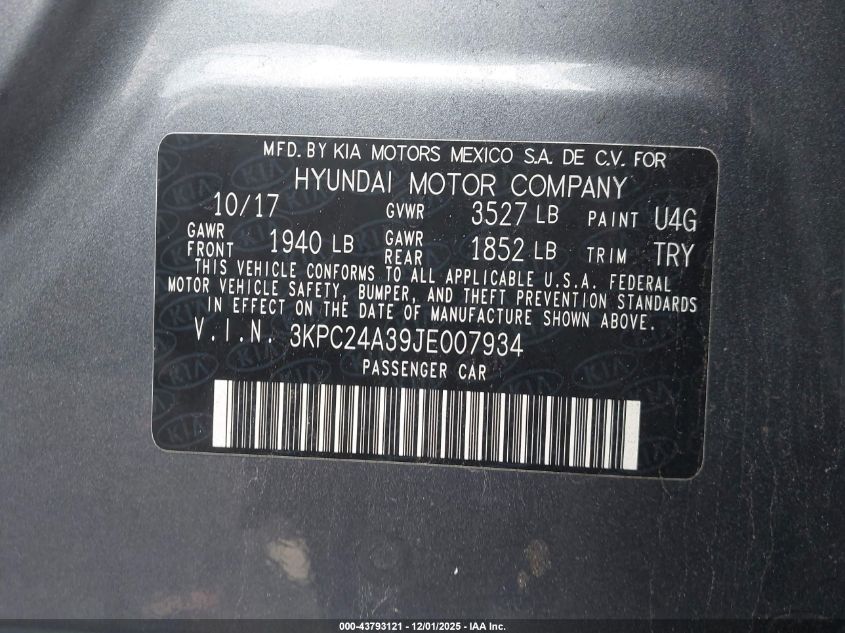 MFD. BY KIA MOTORS MEXICO S.A. DE C.V. FOR
HYUNDAI MOTOR COMPANY
10/17 GVWR 3527 LB PAINT U4G
GAWR FRONT 1940 LB GAWR REAR 1852 LB TRIM TRY
THIS VEHICLE CONFORMS TO ALL APPLICABLE U.S.A. FEDERAL
MOTOR VEHICLE SAFETY, BUMPER, AND THEFT PREVENTION STANDARDS
IN EFFECT ON THE DATE OF MANUFACTURE SHOWN ABOVE.
V.I.N. 3KPC24A39JE007934
PASSENGER CAR
000-43793121 - 12/01/2025 - IAA Inc.